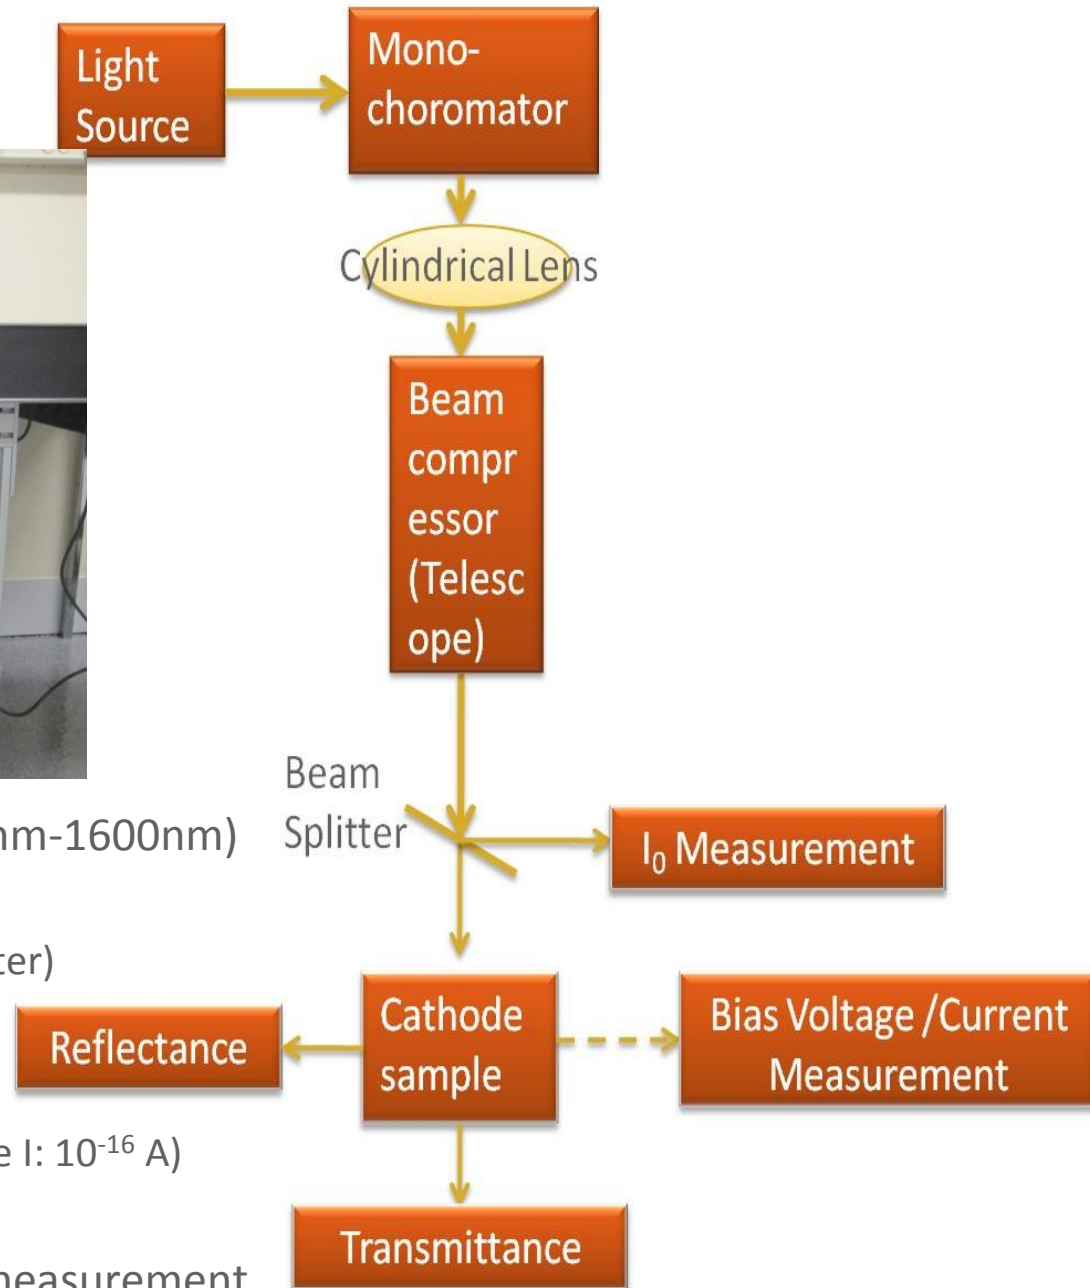 Light
Source
Mono-
choromator
Cylindrical Lens
Beam
compr
essor
(Telesc
ope)
Beam
Splitter
nm-1600nm)
I₀ Measurement
ter)
Cathode
sample
Reflectance
Bias Voltage /Current
Measurement
e I: 10⁻¹⁶ A)
Transmittance
measurement